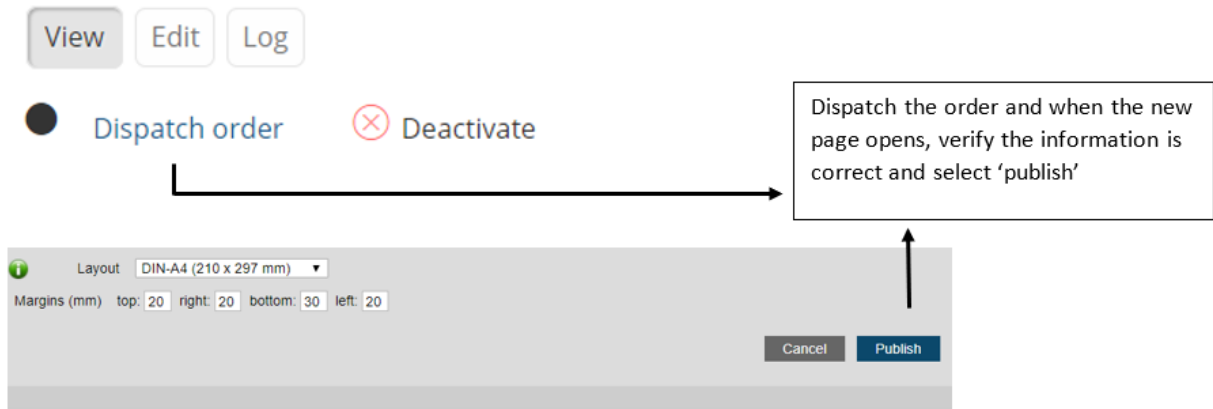 View Edit Log
Dispatch order Deactivate
Dispatch the order and when the new
page opens, verify the information is
correct and select ‘publish’
Layout DIN-A4 (210 x 297 mm)
Margins (mm) top: 20 right: 20 bottom: 30 left: 20
Cancel Publish